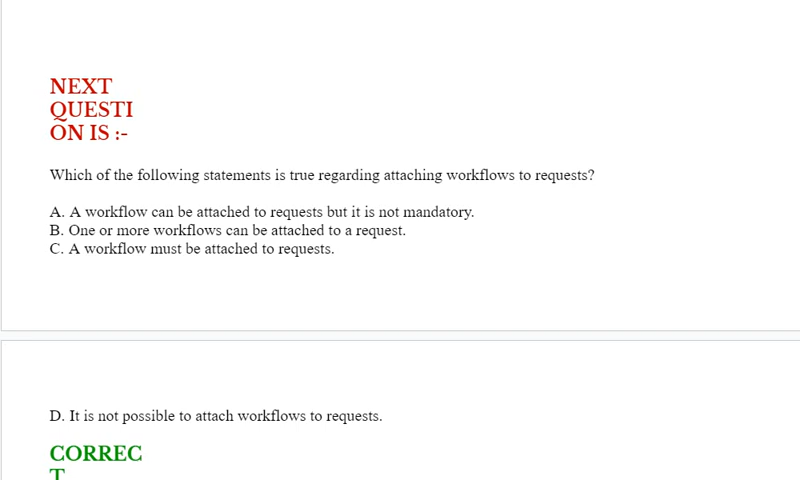 NEXT
QUESTI
ON IS :-
Which of the following statements is true regarding attaching workflows to requests?
A. A workflow can be attached to requests but it is not mandatory.
B. One or more workflows can be attached to a request.
C. A workflow must be attached to requests.
D. It is not possible to attach workflows to requests.
CORREC
T